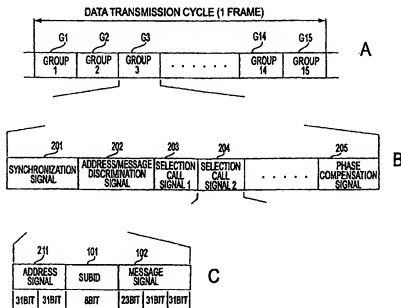 DATA TRANSMISSION CYCLE (1 FRAME)
G1 G2 G3 G14 G15
GROUP 1 GROUP 2 GROUP 3 . . . . . . GROUP 14 GROUP 15
A
201 202 203 204 205
SYNCHRONIZATION SIGNAL ADDRESS/MESSAGE DISCRIMINATION SIGNAL SELECTION CALL SIGNAL 1 SELECTION CALL SIGNAL 2 . . . . . PHASE COMPENSATION SIGNAL
B
211 101 102
ADDRESS SIGNAL SUBID MESSAGE SIGNAL
C
31BIT 31BIT 8BIT 23BIT 31BIT 31BIT